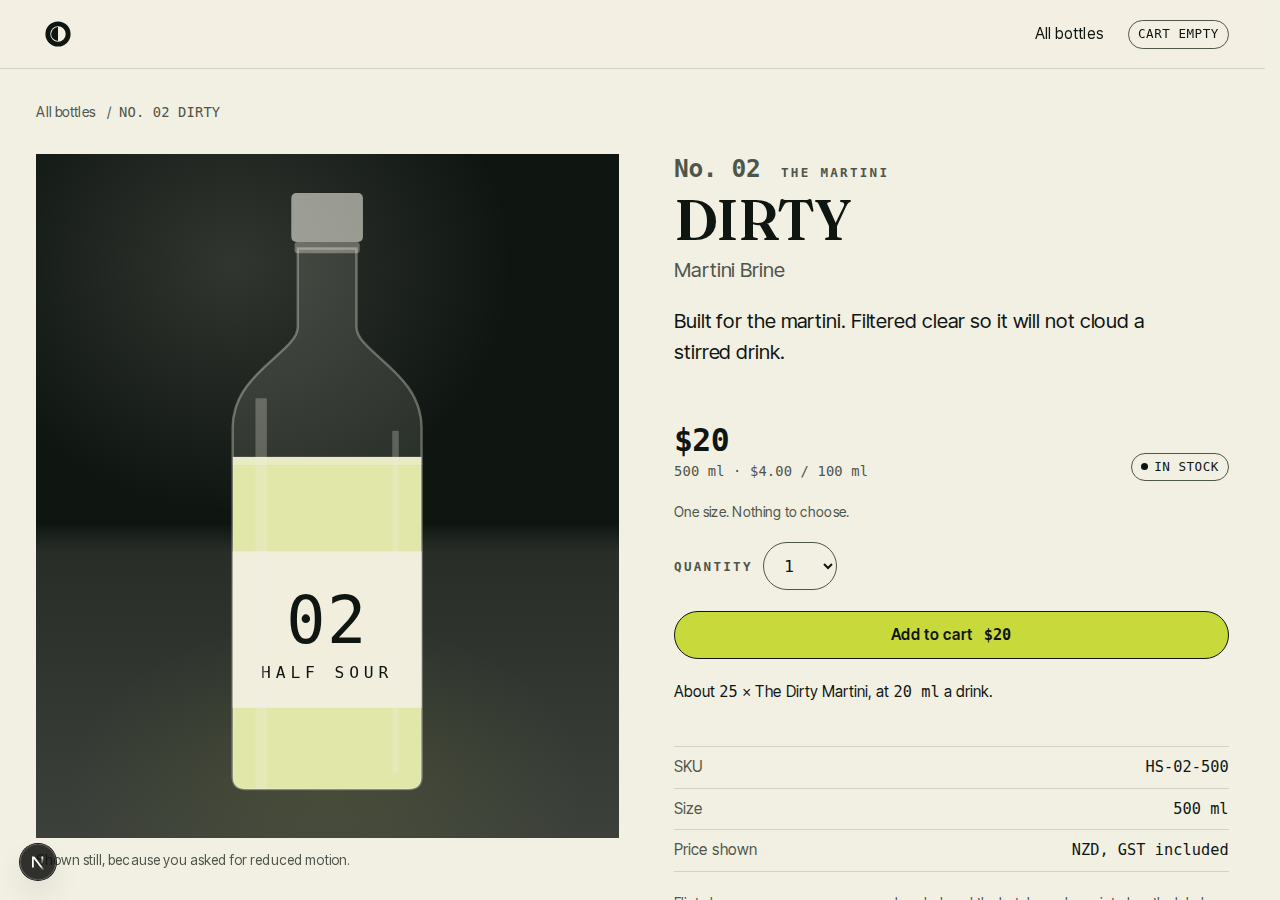 All bottles
CART EMPTY
All bottles / NO. 02 DIRTY
No. 02 THE MARTINI
DIRTY
Martini Brine
Built for the martini. Filtered clear so it will not cloud a
stirred drink.
$20
500 ml · $4.00 / 100 ml
IN STOCK
One size. Nothing to choose.
QUANTITY 1
Add to cart $20
About 25 × The Dirty Martini, at 20 ml a drink.
SKU HS-02-500
Size 500 ml
Price shown NZD, GST included
02
HALF SOUR
N
still, because you asked for reduced motion.